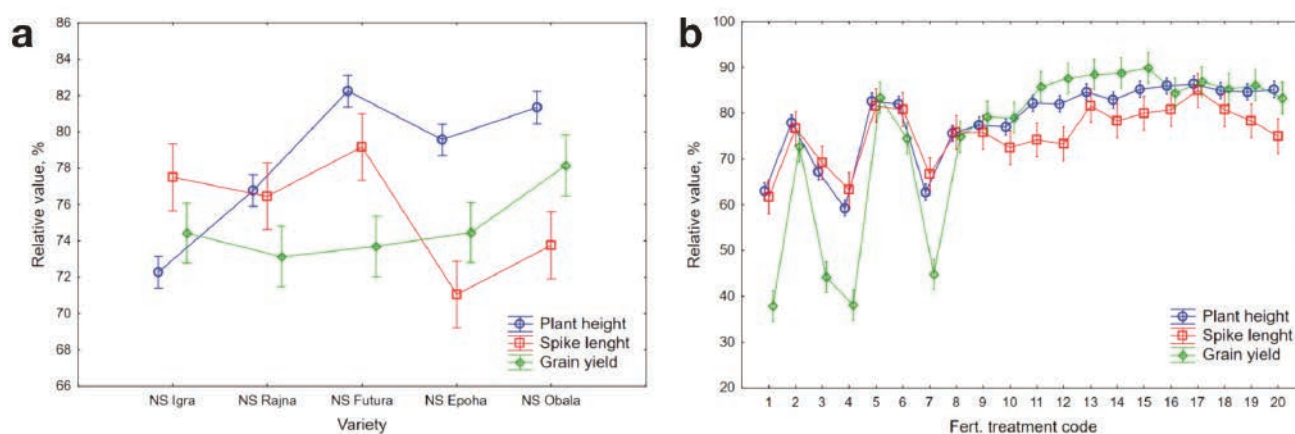 a
86
84
82
80
78
76
74
72
70
68
66
Relative value, %
NS Igra NS Rajna NS Futura NS Epoha NS Obala
Variety
Plant height
Spike lenght
Grain yield
b
100
90
80
70
60
50
40
30
20
Relative value, %
1 2 3 4 5 6 7 8 9 10 11 12 13 14 15 16 17 18 19 20
Fert. treatment code
Plant height
Spike lenght
Grain yield